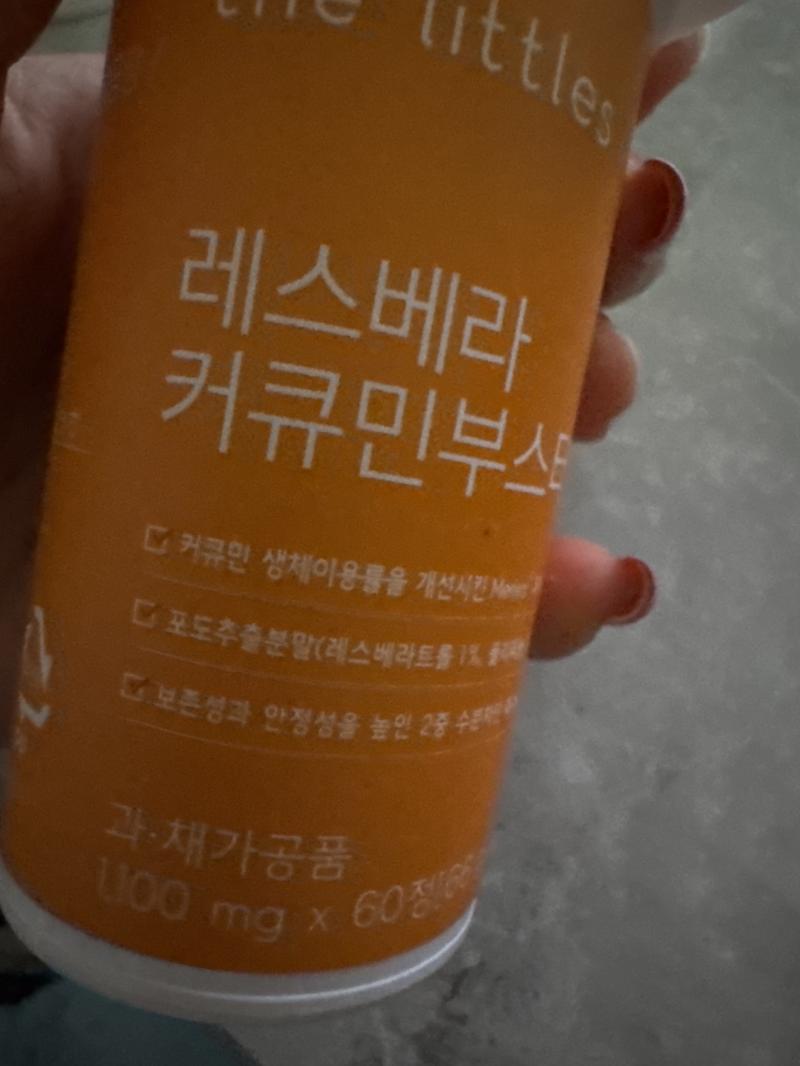 the littles
레스베라
커큐민부스터
커큐민 생체이용률을 개선시킨
포도추출분말(레스베라트롤 1%,
보존성과 안정성을 높인 2중
과·채가공품
1,100 mg x 60정(66